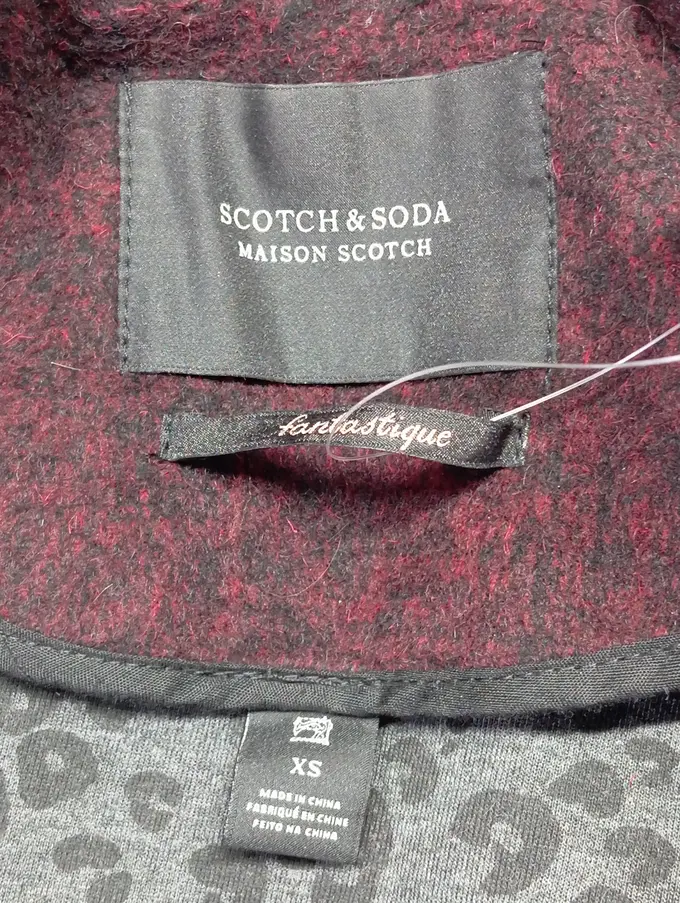 SCOTCH & SODA
MAISON SCOTCH
fantastique
XS
MADE IN CHINA
FABRIQUÉ EN CHINE
FEITO NA CHINA